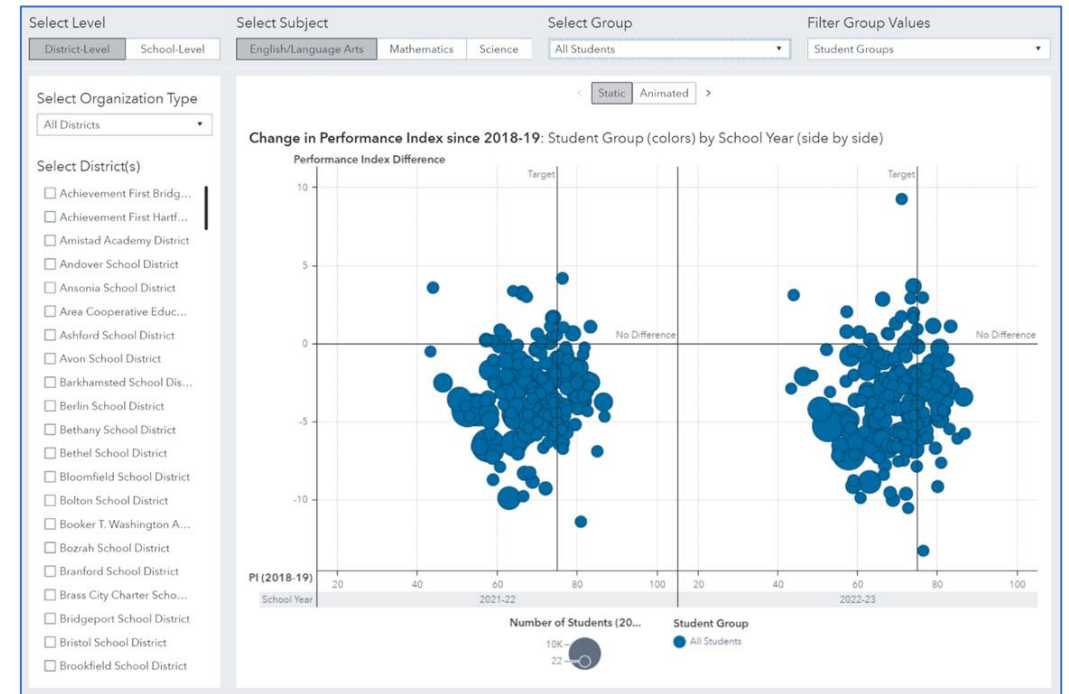 Select Level
Select Subject
Select Group
Filter Group Values
District-Level School-Level
English/Language Arts Mathematics Science
All Students
Student Groups
Select Organization Type
All Districts
Select District(s)
Achievement First Bridg...
Achievement First Hartf...
Amistad Academy District
Andover School District
Ansonia School District
Area Cooperative Educ...
Ashford School District
Avon School District
Barkhamsted School Dis...
Berlin School District
Bethany School District
Bethel School District
Bloomfield School District
Bolton School District
Booker T. Washington A...
Bozrah School District
Branford School District
Brass City Charter Scho...
Bridgeport School District
Bristol School District
Brookfield School District
Static Animated
Change in Performance Index since 2018-19: Student Group (colors) by School Year (side by side)
Performance Index Difference
Target Target
10
5
No Difference No Difference
0
-5
-10
PI (2018-19) 20 40 60 80 100 20 40 60 80 100
School Year 2021-22 2022-23
Number of Students (20...
10K
22
Student Group
All Students